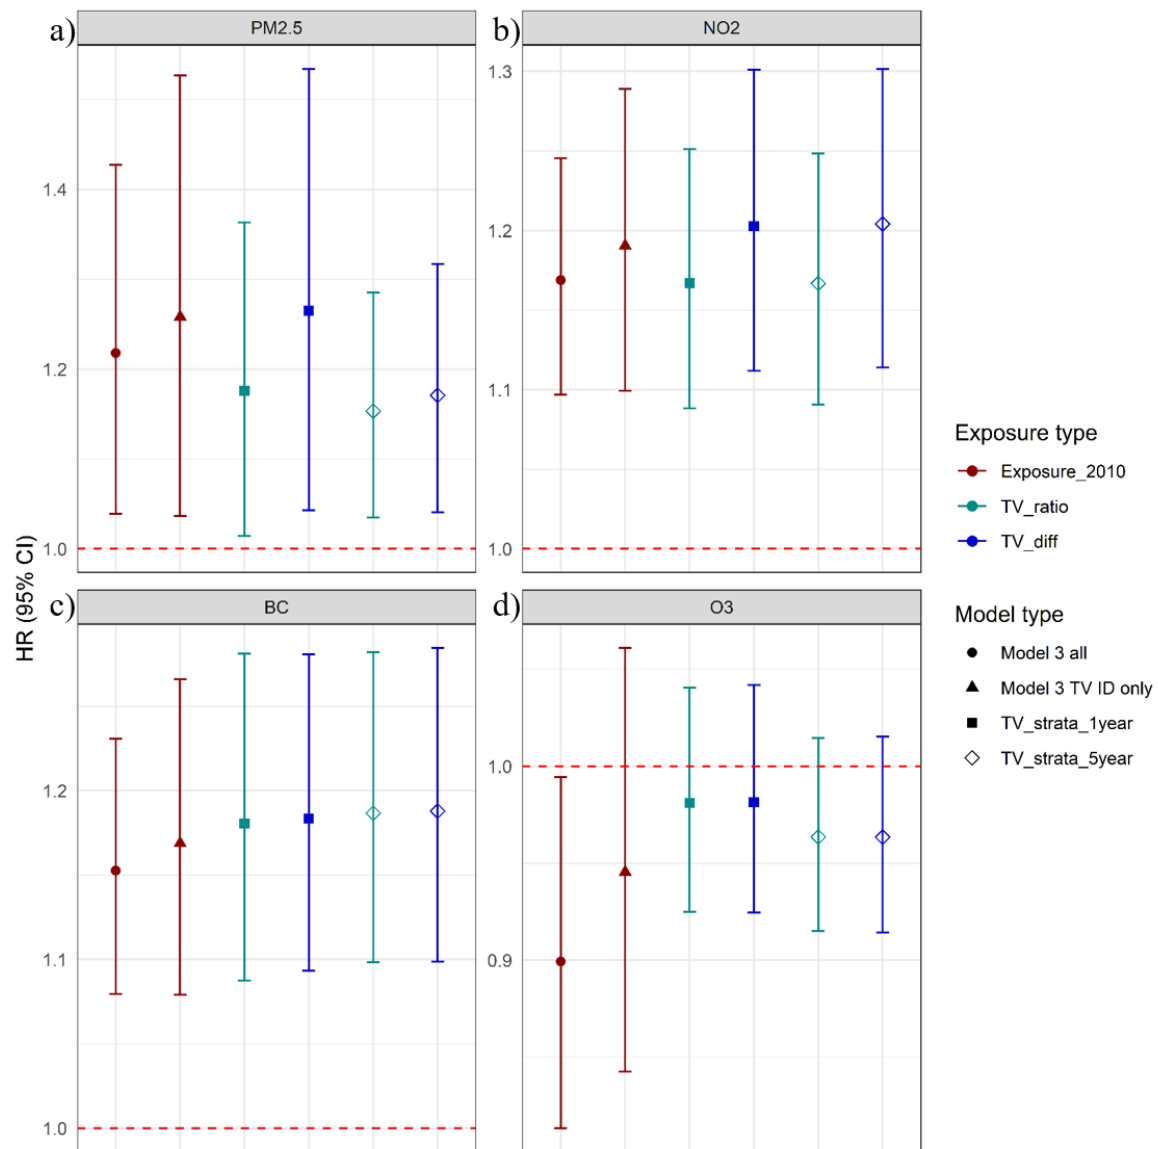 a)
PM2.5
1.4
1.2
1.0
b)
NO2
1.3
1.2
1.1
1.0
HR (95% CI)
c)
BC
1.2
1.1
1.0
d)
O3
1.0
0.9
Exposure type
Exposure_2010
TV_ratio
TV_diff
Model type
Model 3 all
Model 3 TV ID only
TV_strata_1year
TV_strata_5year